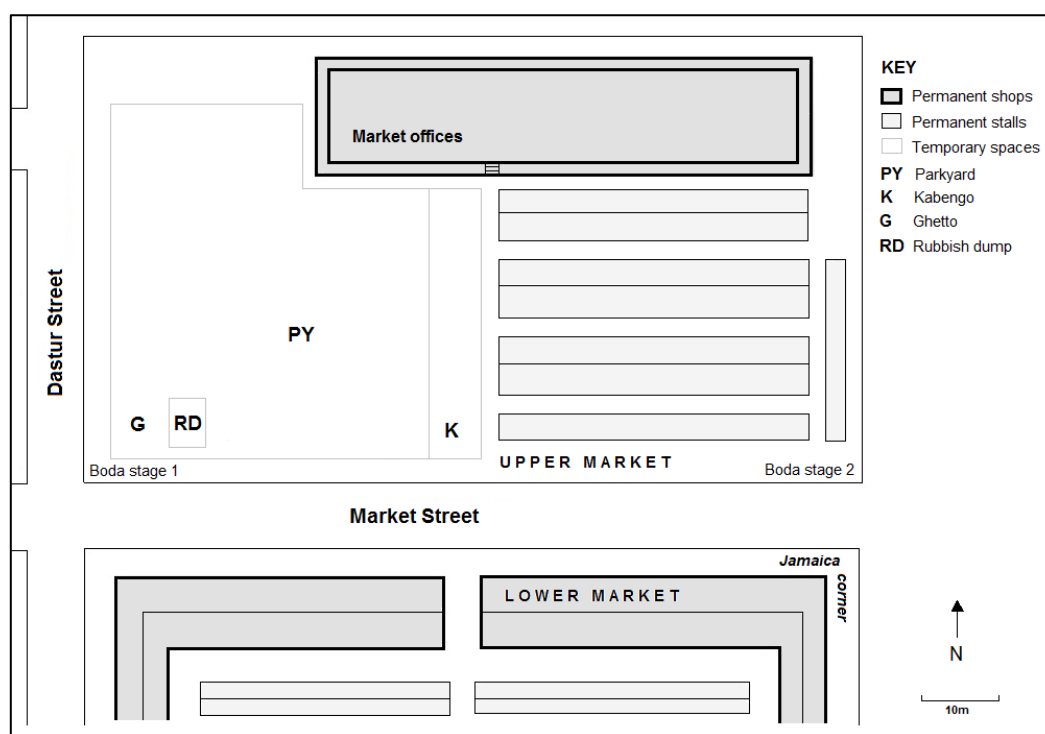 Market offices
PY
G
RD
K
Boda stage 1
UPPER MARKET
Boda stage 2
Dastur Street
Market Street
Jamaica
corner
LOWER MARKET
KEY
Permanent shops
Permanent stalls
Temporary spaces
PY Parkyard
K Kabengo
G Ghetto
RD Rubbish dump
N
10m